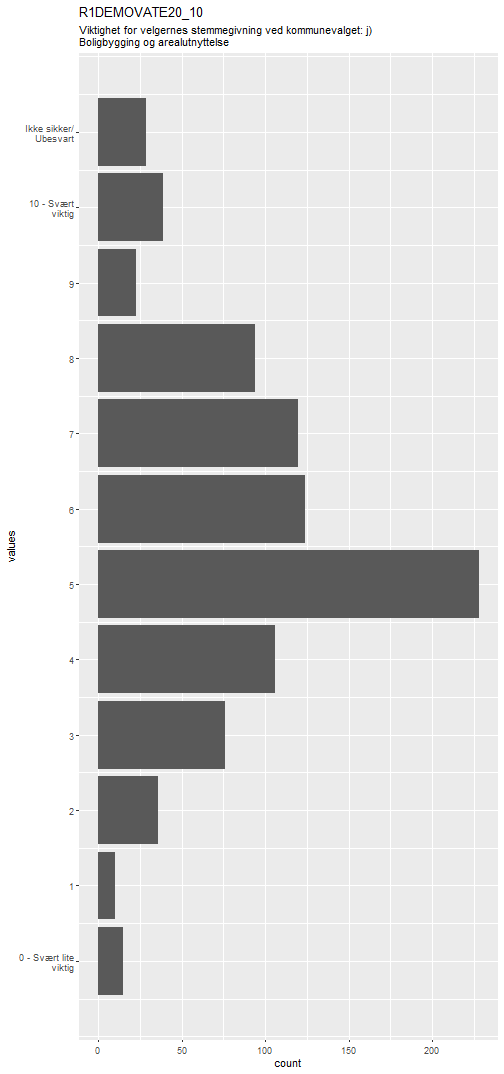 R1DEMOVATE20_10
Viktighet for velgernes stemmegivning ved kommunevalget: j)
Boligbygging og arealutnyttelse
Ikke sikker/
Ubesvart
10 - Svært
viktig
9
8
7
6
5
4
3
2
1
0 - Svært lite
viktig
values
0
50
100
150
200
count